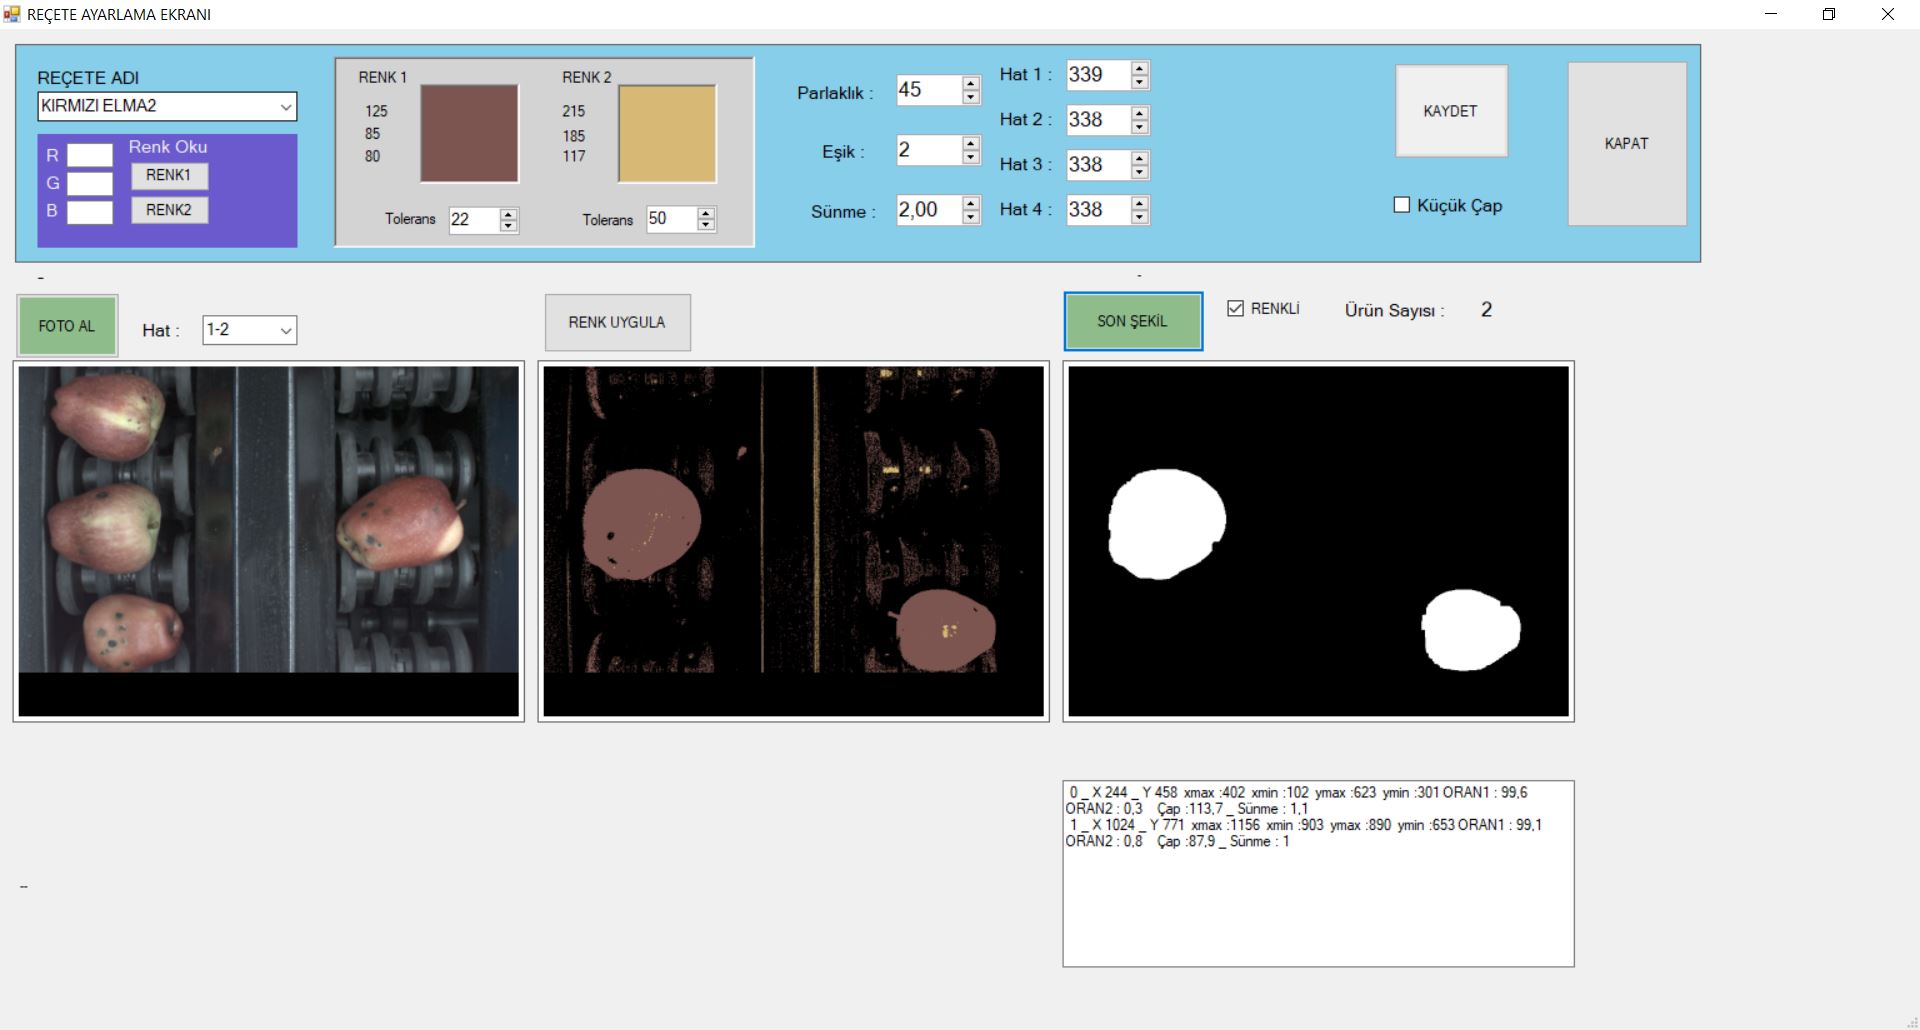 REÇETE AYARLAMA EKRANI
REÇETE ADI
KIRMIZI ELMA2
Renk Oku
R
G
B
RENK1
RENK2
RENK 1
125
85
80
Tolerans 22
RENK 2
215
185
117
Tolerans 50
Parlaklık : 45
Eşik : 2
Sünme : 2,00
Hat 1 : 339
Hat 2 : 338
Hat 3 : 338
Hat 4 : 338
KAYDET
Küçük Çap
KAPAT
-
-
FOTO AL
Hat : 1-2
RENK UYGULA
SON ŞEKİL
RENKLİ
Ürün Sayısı : 2
0 _ X 244 _ Y 458 xmax :402 xmin :102 ymax :623 ymin :301 ORAN1 : 99,6
ORAN2 : 0,3 Çap :113,7 _ Sünme : 1,1
1 _ X 1024 _ Y 771 xmax :1156 xmin :903 ymax :890 ymin :653 ORAN1 : 99,1
ORAN2 : 0,8 Çap :87,9 _ Sünme : 1
--